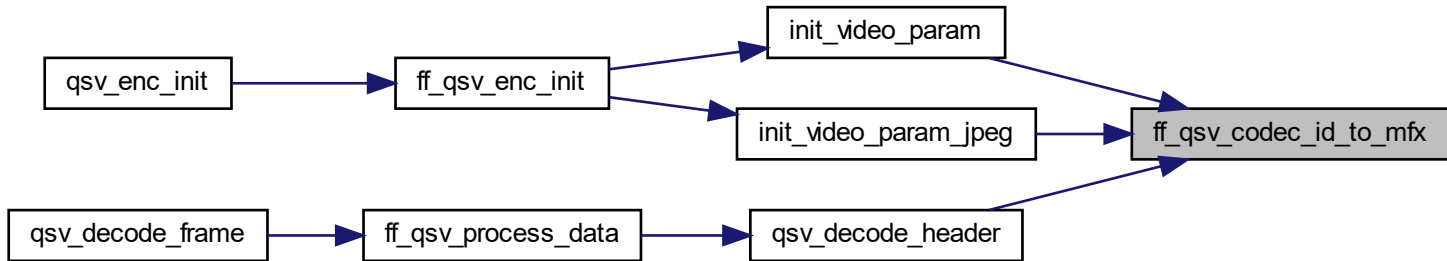 init_video_param
qsv_enc_init
ff_qsv_enc_init
init_video_param_jpeg
ff_qsv_codec_id_to_mfx
qsv_decode_frame
ff_qsv_process_data
qsv_decode_header